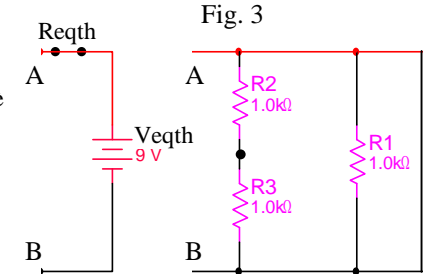 Fig. 3
Reqth
A
Veqth
9 V
B
A
R2
1.0kΩ
R1
1.0kΩ
R3
1.0kΩ
B
e